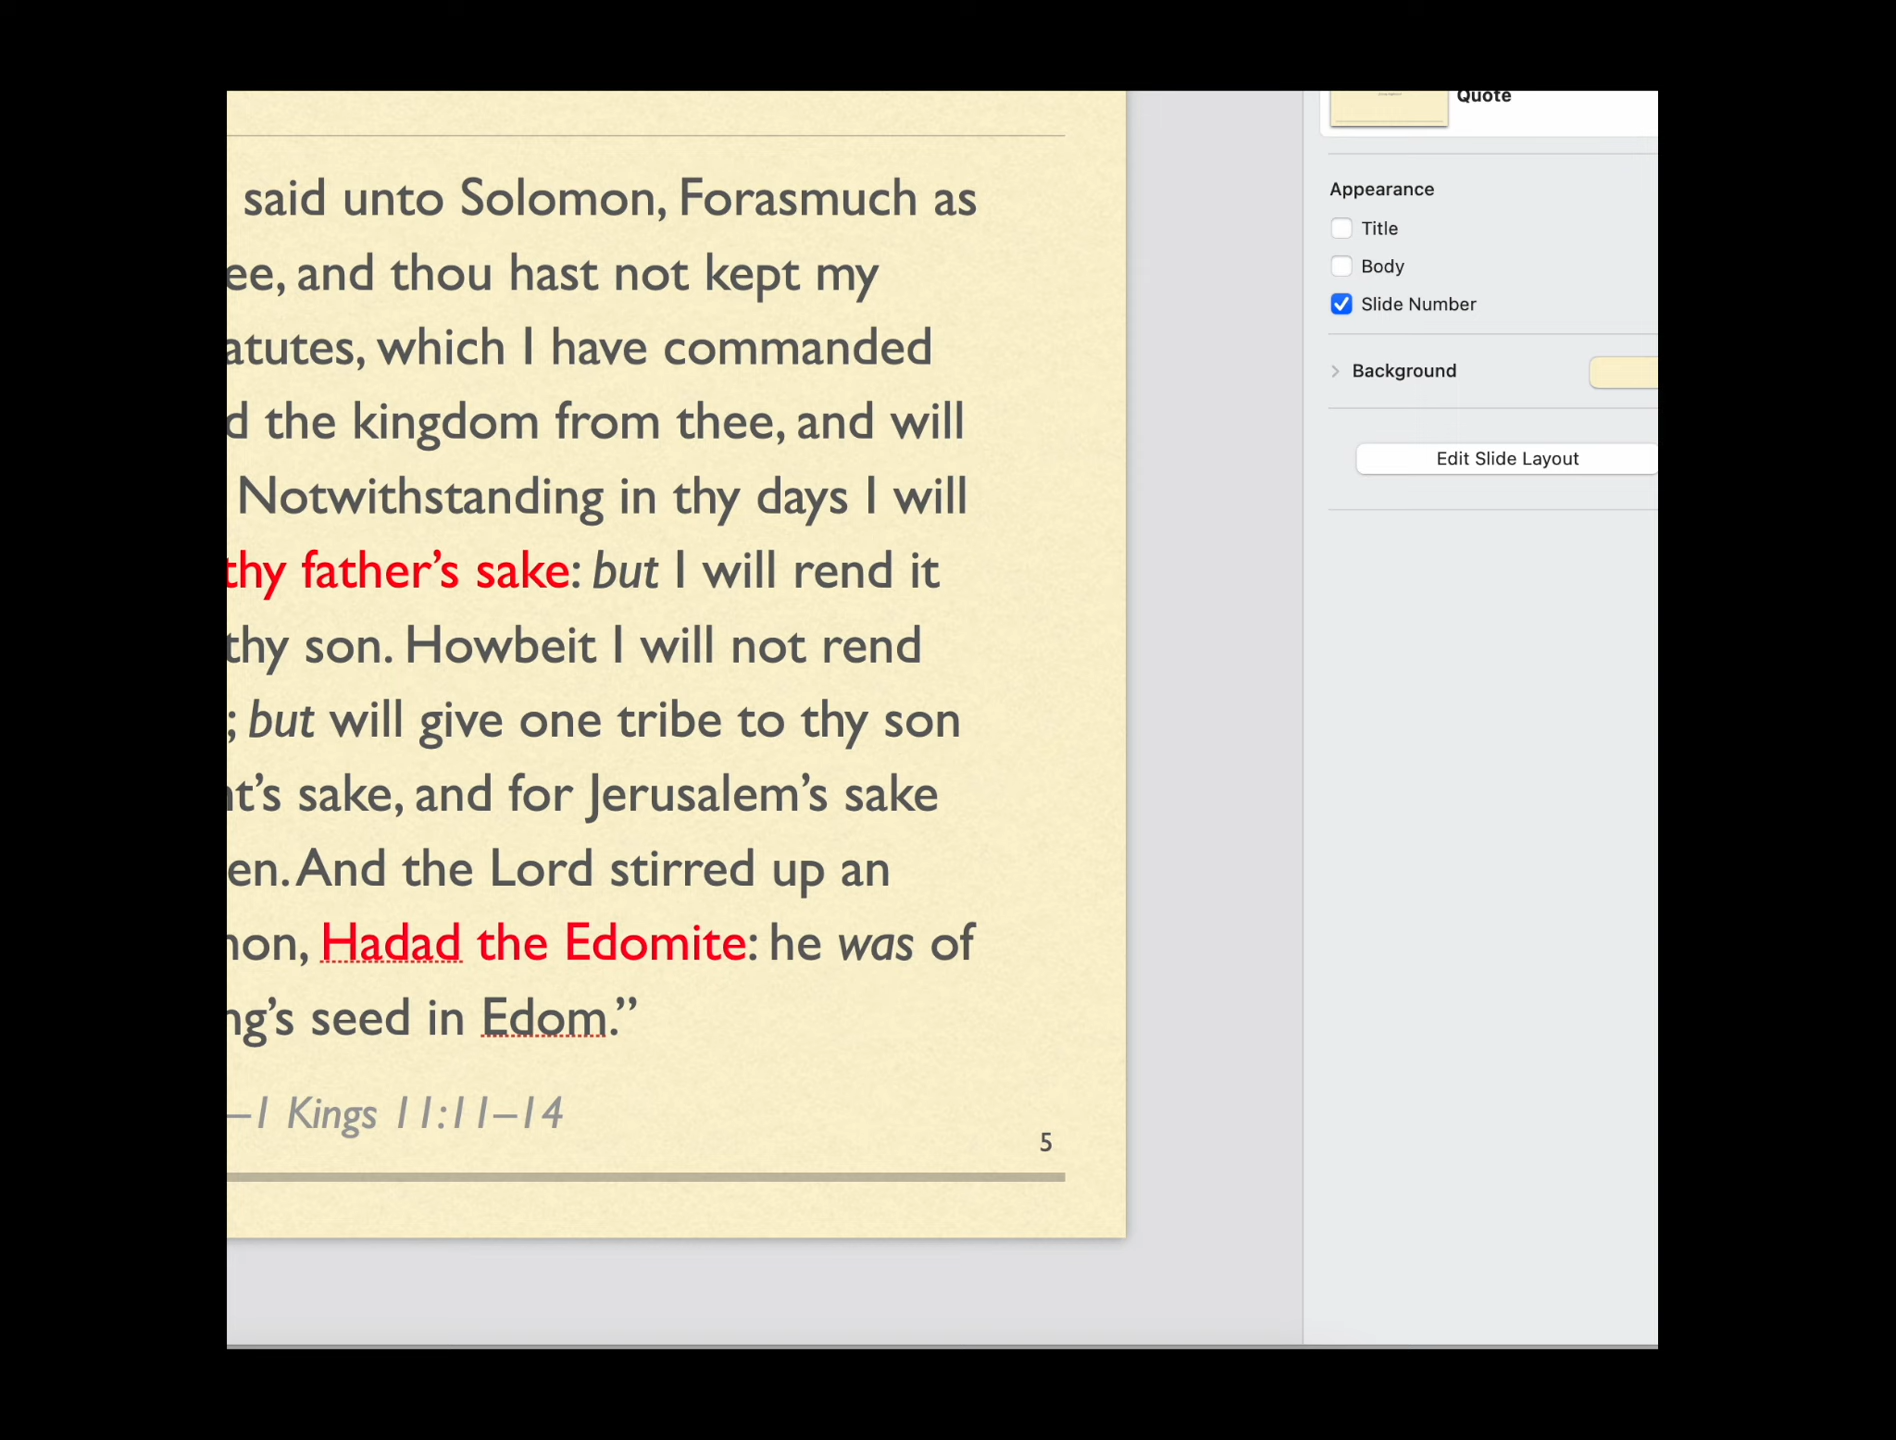 said unto Solomon, Forasmuch as
ee, and thou hast not kept my
atutes, which I have commanded
d the kingdom from thee, and will
Notwithstanding in thy days I will
thy father’s sake: but I will rend it
thy son. Howbeit I will not rend
; but will give one tribe to thy son
nt’s sake, and for Jerusalem’s sake
en. And the Lord stirred up an
non, Hadad the Edomite: he was of
ng’s seed in Edom.”
–1 Kings 11:11–14
5
Quote
Appearance
Title
Body
Slide Number
Background
Edit Slide Layout